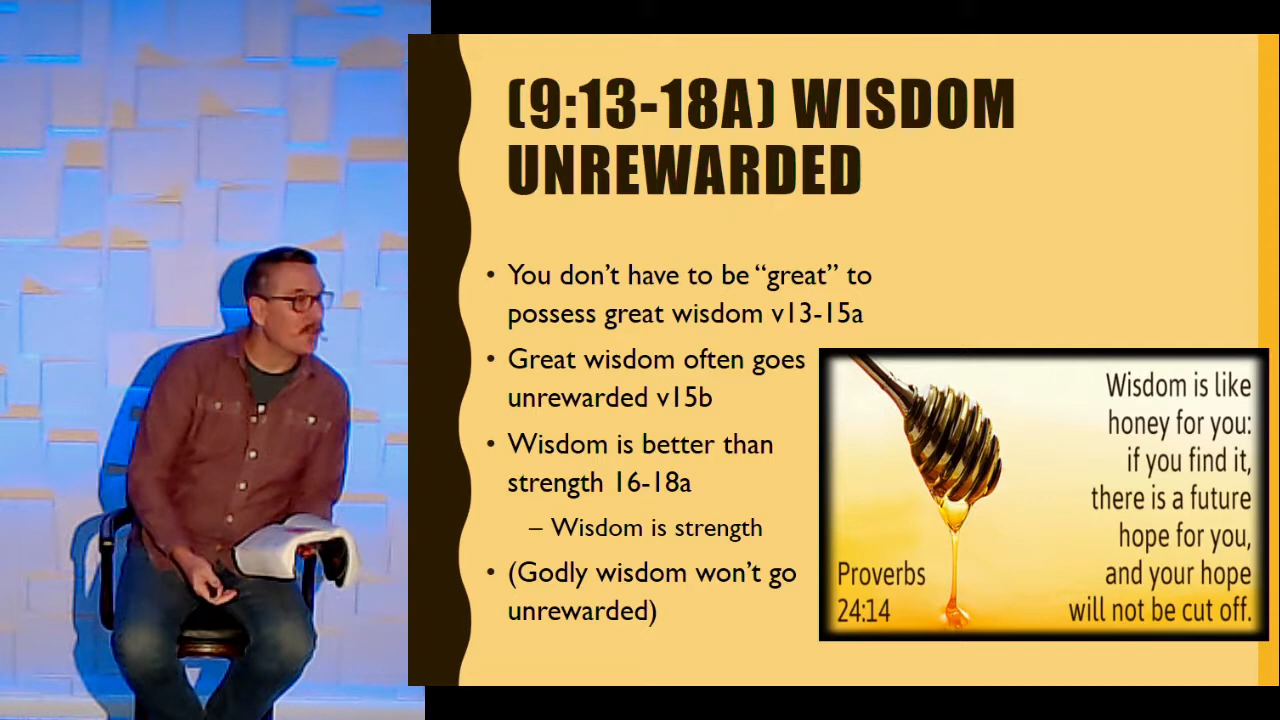 (9:13-18A) WISDOM
UNREWARDED
• You don’t have to be “great” to
possess great wisdom v13-15a
• Great wisdom often goes
unrewarded v15b
• Wisdom is better than
strength 16-18a
– Wisdom is strength
• (Godly wisdom won’t go
unrewarded)
Wisdom is like
honey for you:
if you find it,
there is a future
hope for you,
and your hope
will not be cut off.
Proverbs
24:14